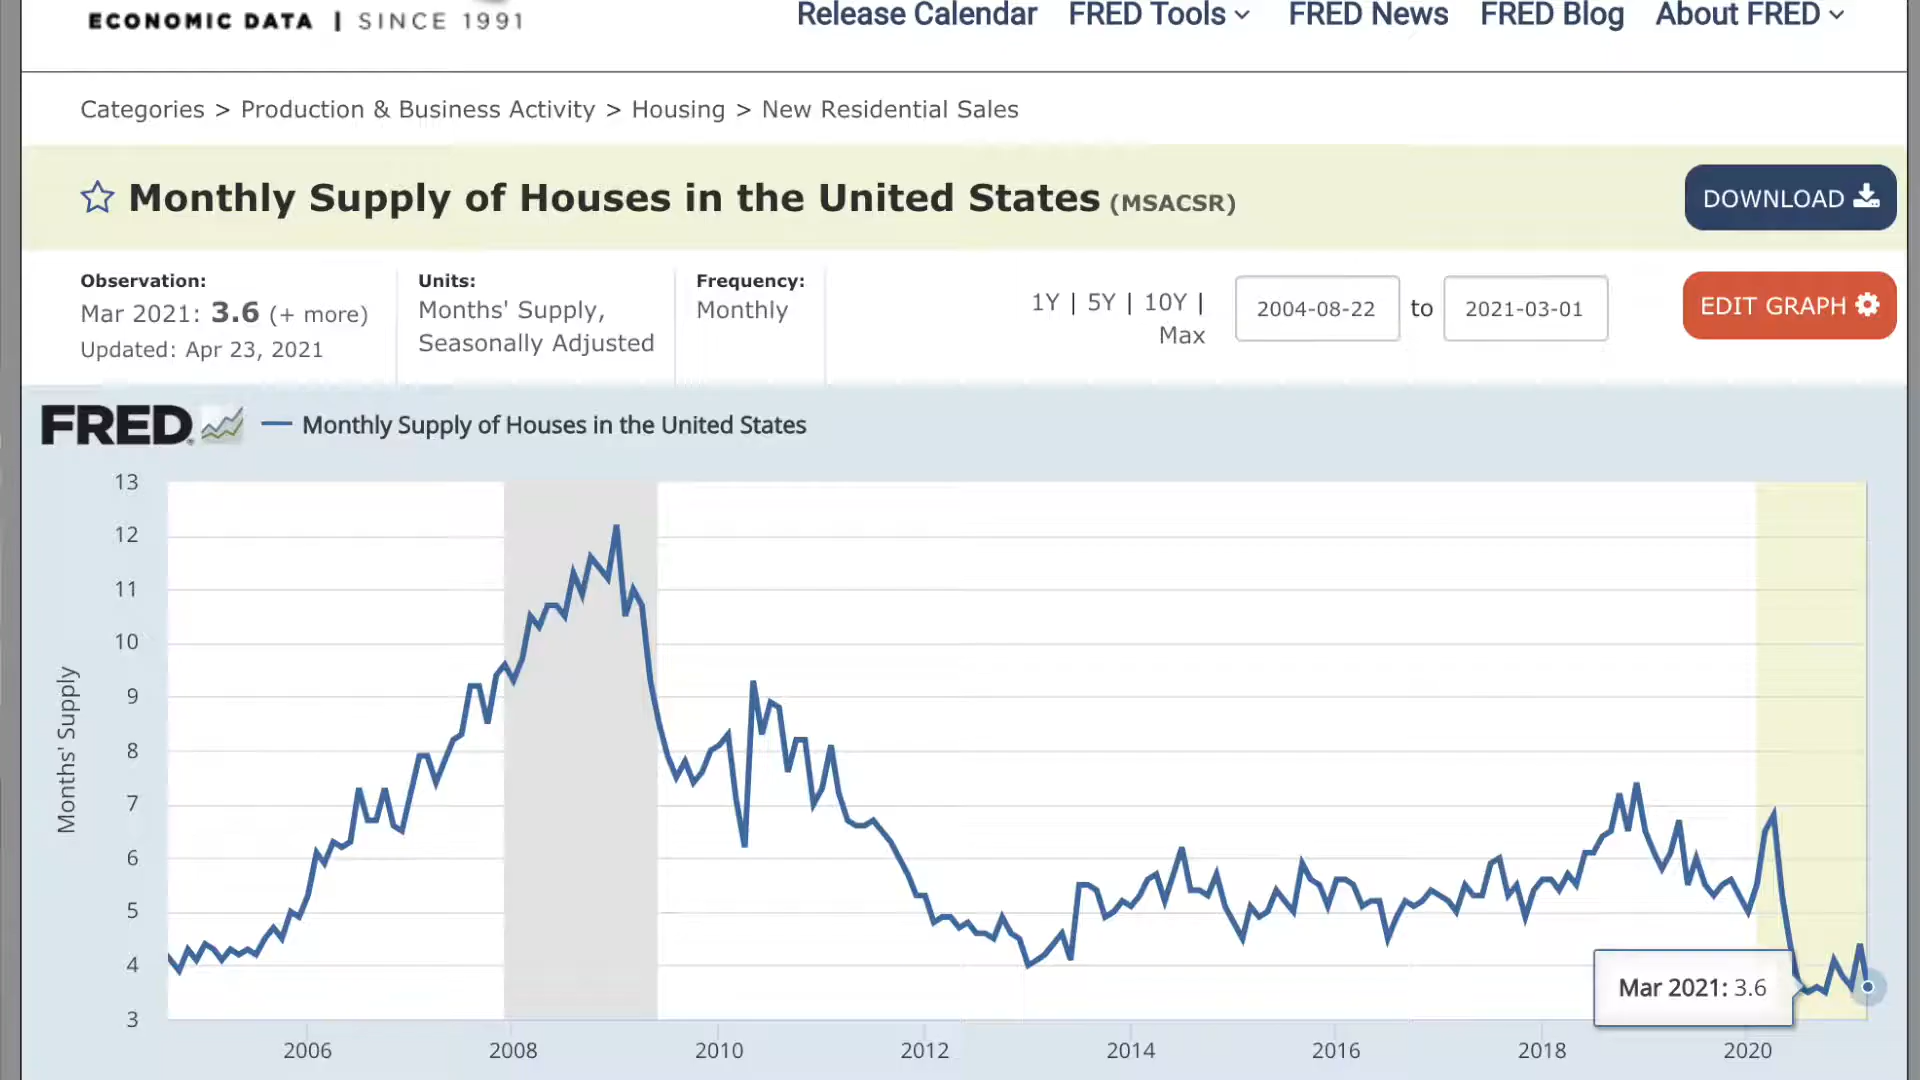 ECONOMIC DATA | SINCE 1991
Release Calendar FRED Tools FRED News FRED Blog About FRED
Categories > Production & Business Activity > Housing > New Residential Sales
Monthly Supply of Houses in the United States (MSACSR)
DOWNLOAD
Observation:
Mar 2021: 3.6 (+ more)
Updated: Apr 23, 2021
Units:
Months' Supply,
Seasonally Adjusted
Frequency:
Monthly
1Y | 5Y | 10Y |
Max
2004-08-22 to 2021-03-01
EDIT GRAPH
FRED Monthly Supply of Houses in the United States
Months' Supply
13
12
11
10
9
8
7
6
5
4
3
Mar 2021: 3.6
2006 2008 2010 2012 2014 2016 2018 2020